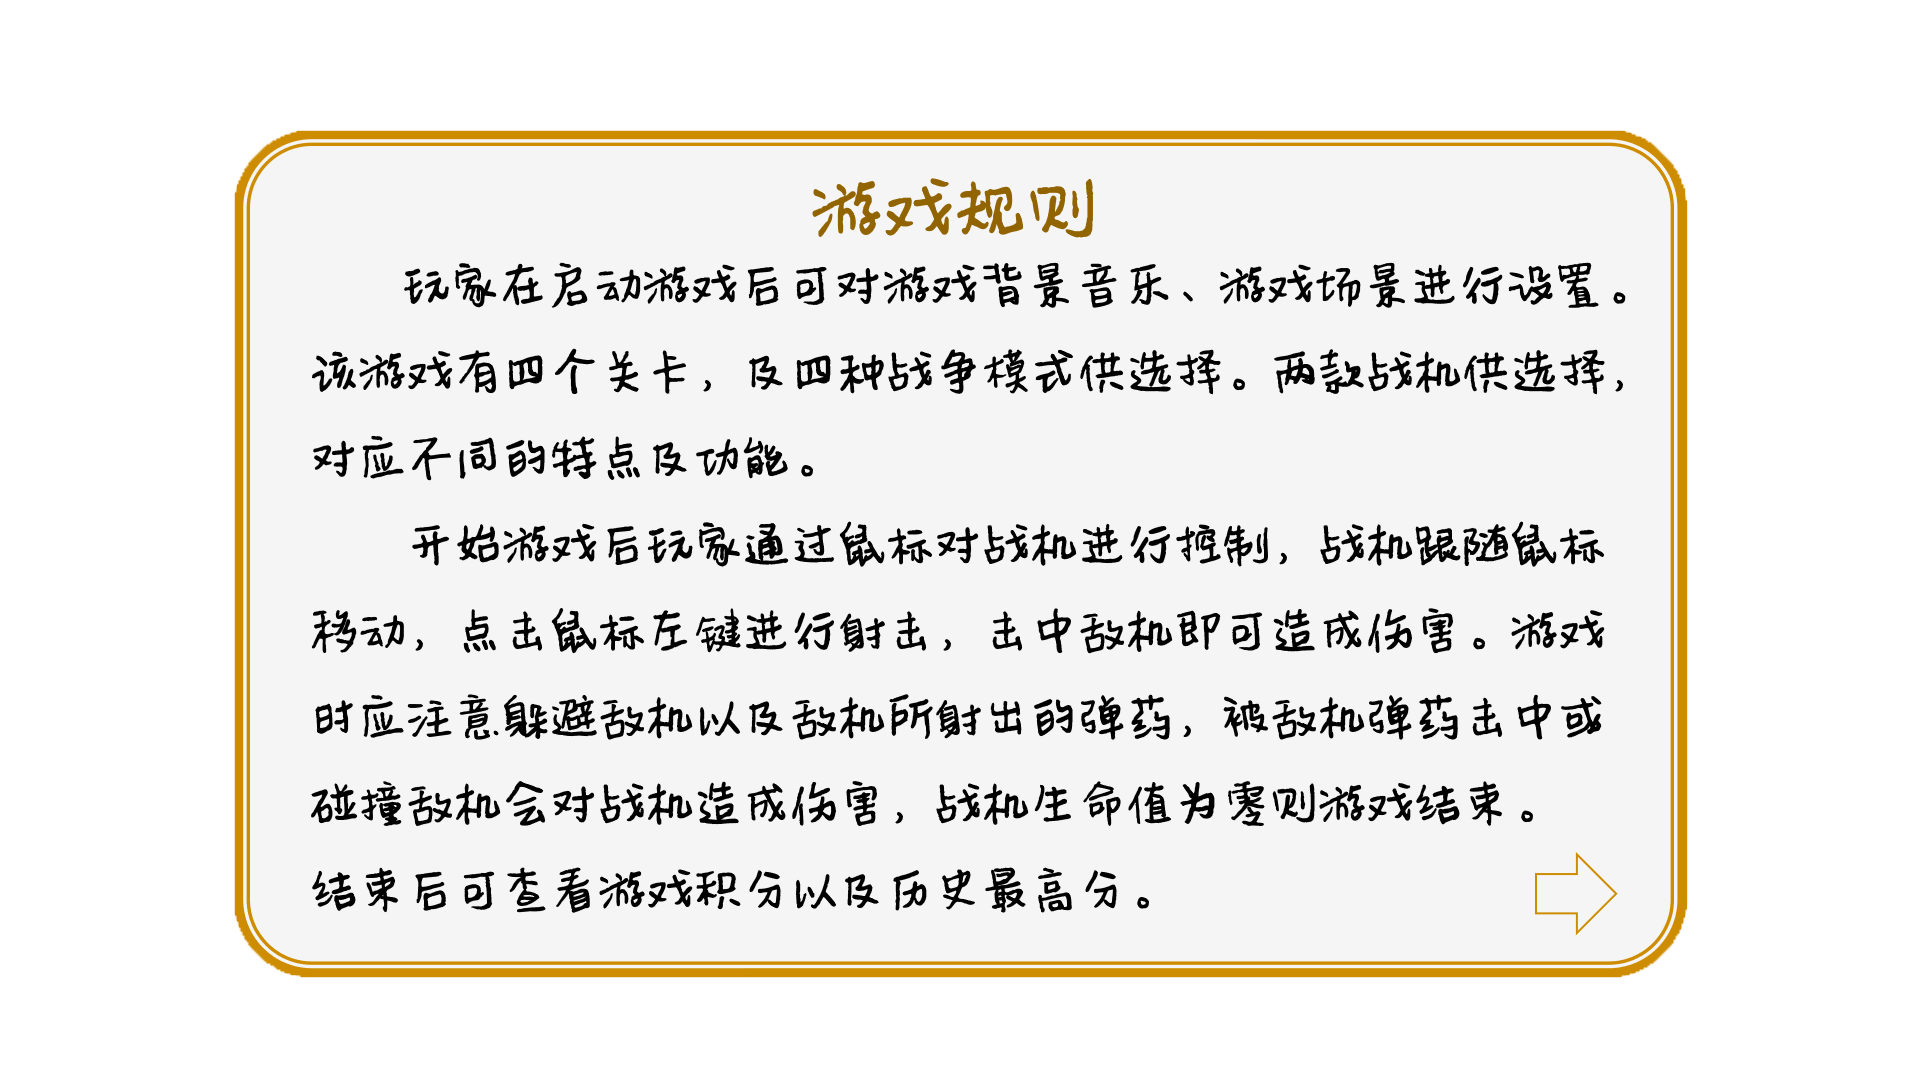 游戏规则
玩家在启动游戏后可对游戏背景音乐、游戏场景进行设置。
该游戏有四个关卡，及四种战争模式供选择。两款战机供选择，
对应不同的特点及功能。
开始游戏后玩家通过鼠标对战机进行控制，战机跟随鼠标
移动，点击鼠标左键进行射击，击中敌机即可造成伤害。游戏
时应注意躲避敌机以及敌机所射出的弹药，被敌机弹药击中或
碰撞敌机会对战机造成伤害，战机生命值为零则游戏结束。
结束后可查看游戏积分以及历史最高分。